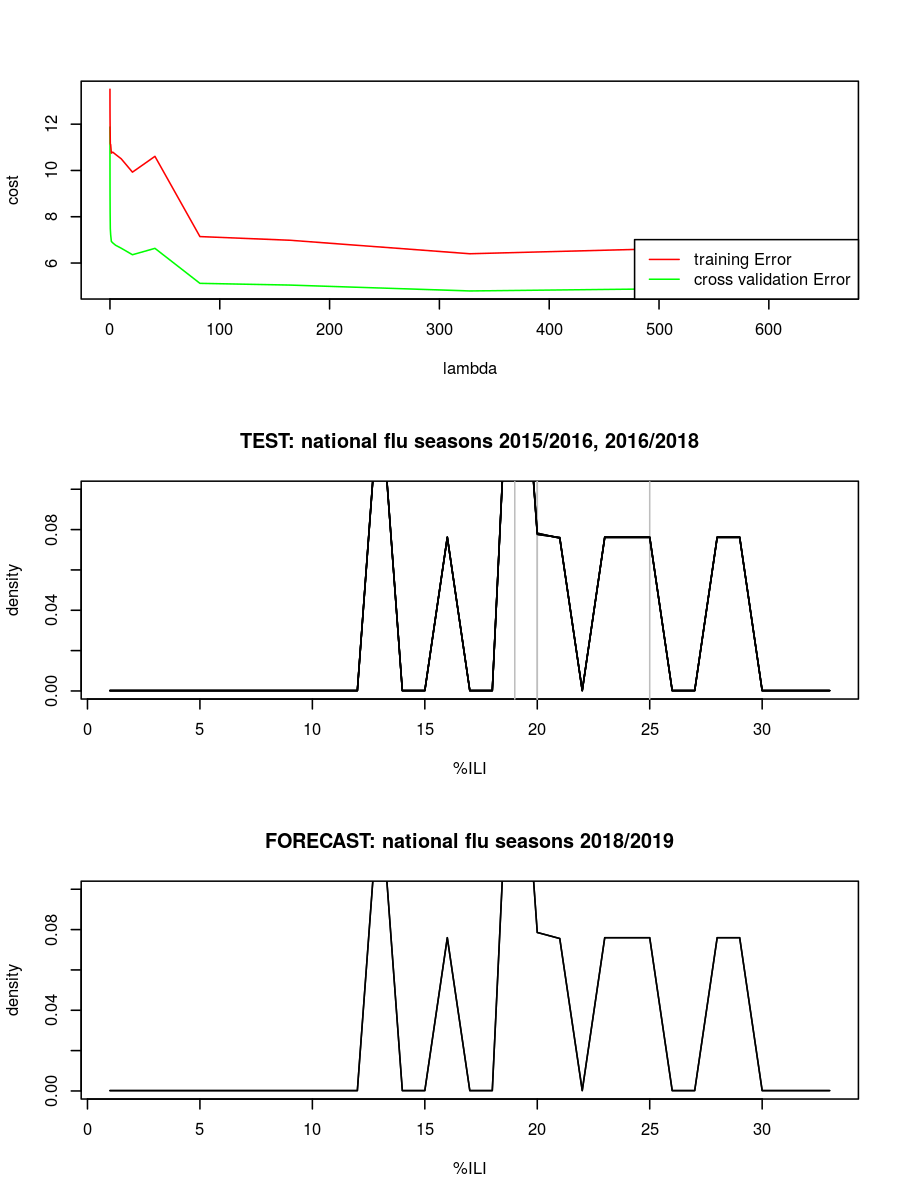 12
10
8
6
cost
training Error
cross validation Error
0 100 200 300 400 500 600
lambda
TEST: national flu seasons 2015/2016, 2016/2018
0.08
0.04
0.00
density
0 5 10 15 20 25 30
%ILI
FORECAST: national flu seasons 2018/2019
0.08
0.04
0.00
density
0 5 10 15 20 25 30
%ILI